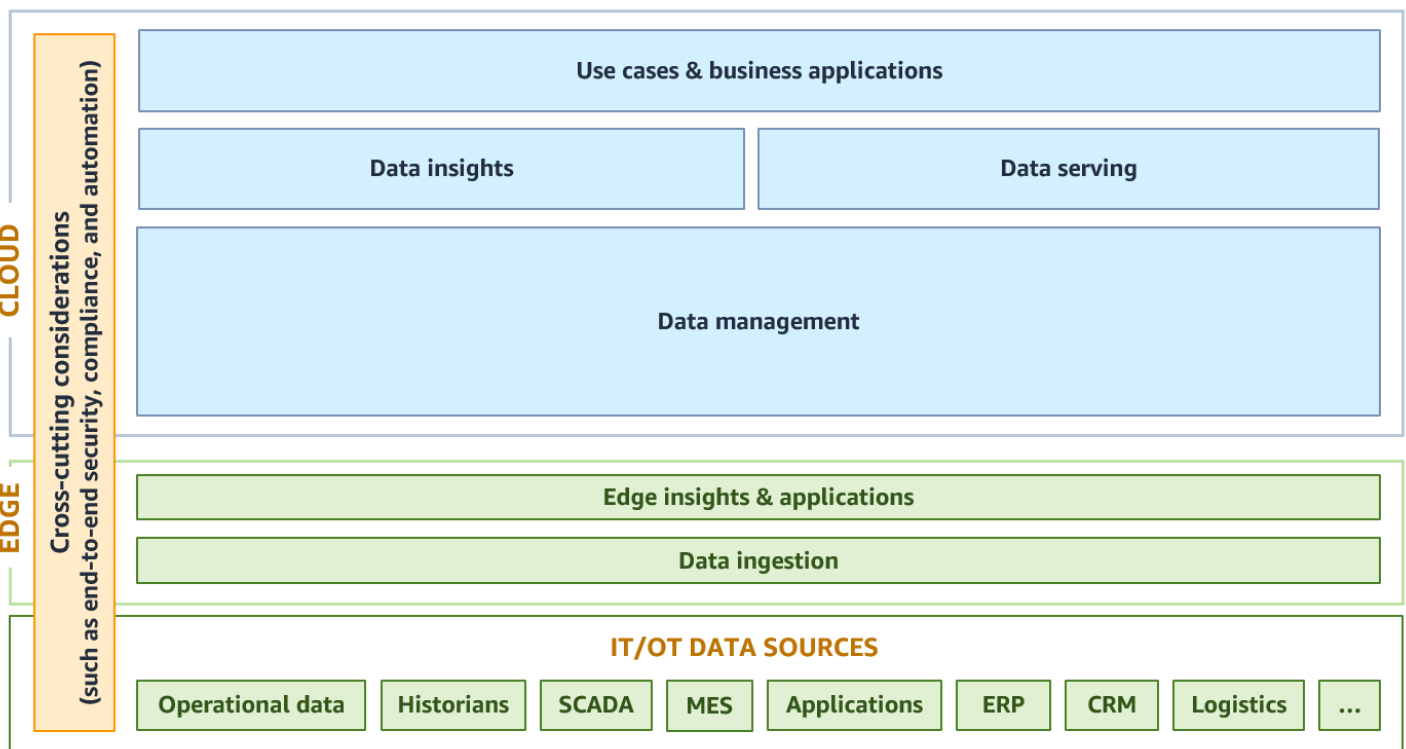 Use cases & business applications
Data insights
Data serving
Data management
CLOUD
Cross-cutting considerations
(such as end-to-end security, compliance, and automation)
EDGE
Edge insights & applications
Data ingestion
IT/OT DATA SOURCES
Operational data
Historians
SCADA
MES
Applications
ERP
CRM
Logistics
...